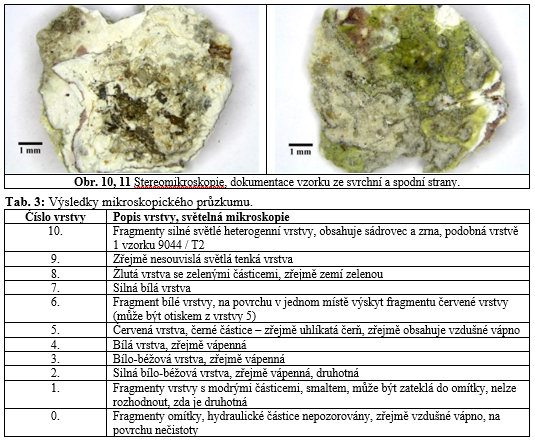 1 mm
1 mm
Obr. 10, 11 Stereomikroskopie, dokumentace vzorku ze svrchní a spodní strany.
Tab. 3: Výsledky mikroskopického průzkumu.
Číslo vrstvy Popis vrstvy, světelná mikroskopie
10. Fragmenty silné světlé heterogenní vrstvy, obsahuje sádrovec a zrna, podobná vrstvě
1 vzorku 9044 / T2
9. Zřejmě nesouvislá světlá tenká vrstva
8. Žlutá vrstva se zelenými částicemi, zřejmě zemí zelenou
7. Silná bílá vrstva
6. Fragment bílé vrstvy, na povrchu v jednom místě výskyt fragmentu červené vrstvy
(může být otiskem z vrstvy 5)
5. Červená vrstva, černé částice – zřejmě uhlíkatá čerň, zřejmě obsahuje vzdušné vápno
4. Bílá vrstva, zřejmě vápenná
3. Bílo-béžová vrstva, zřejmě vápenná
2. Silná bílo-béžová vrstva, zřejmě vápenná, druhotná
1. Fragmenty vrstvy s modrými částicemi, smaltem, může být zateklá do omítky, nelze
rozhodnout, zda je druhotná
0. Fragmenty omítky, hydraulické částice nepozorovány, zřejmě vzdušné vápno, na
povrchu nečistoty